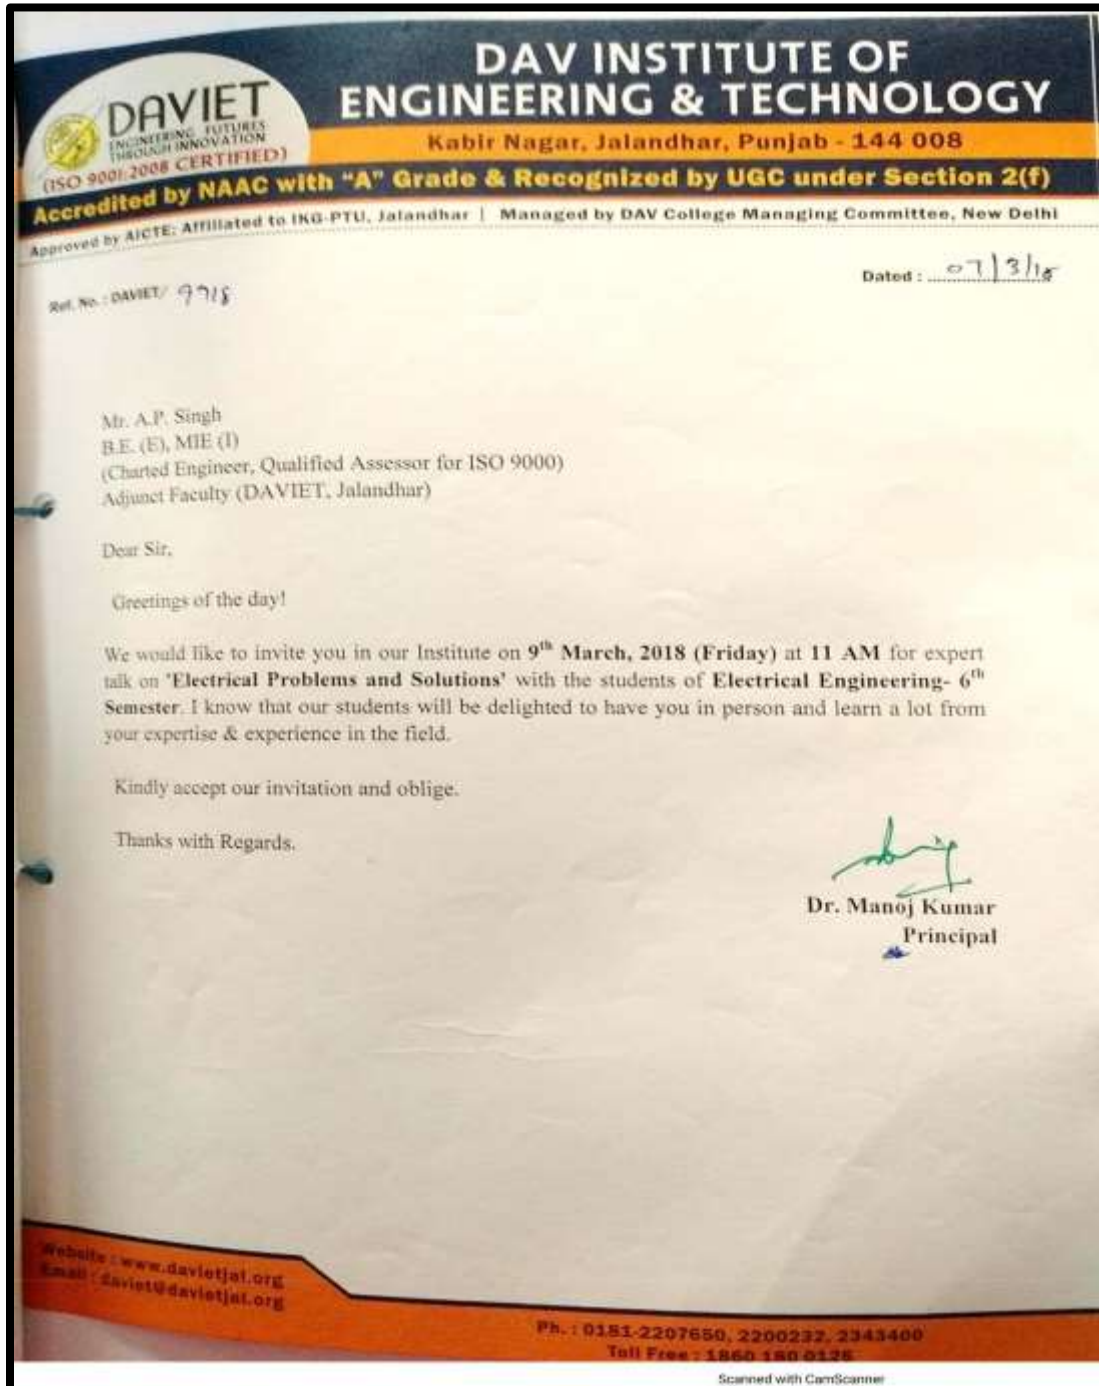 DAVIET
ENGINEERING FUTURES
THROUGH INNOVATION
(ISO 9001:2008 CERTIFIED)
DAV INSTITUTE OF
ENGINEERING & TECHNOLOGY
Kabir Nagar, Jalandhar, Punjab - 144 008
Accredited by NAAC with "A" Grade & Recognized by UGC under Section 2(f)
Approved by AICTE: Affiliated to IKG-PTU, Jalandhar | Managed by DAV College Managing Committee, New Delhi
Dated : 07/3/18
Ref. No. : DAVIET/ 9918
Mr. A.P. Singh
B.E. (E), MIE (I)
(Charted Engineer, Qualified Assessor for ISO 9000)
Adjunct Faculty (DAVIET, Jalandhar)
Dear Sir,
Greetings of the day!
We would like to invite you in our Institute on 9th March, 2018 (Friday) at 11 AM for expert
talk on 'Electrical Problems and Solutions' with the students of Electrical Engineering- 6th
Semester. I know that our students will be delighted to have you in person and learn a lot from
your expertise & experience in the field.
Kindly accept our invitation and oblige.
Thanks with Regards.
Dr. Manoj Kumar
Principal
Website : www.davietjal.org
Email : daviet@davietjal.org
Ph. : 0181-2207650, 2200232, 2343400
Toll Free : 1860 180 0126
Scanned with CamScanner